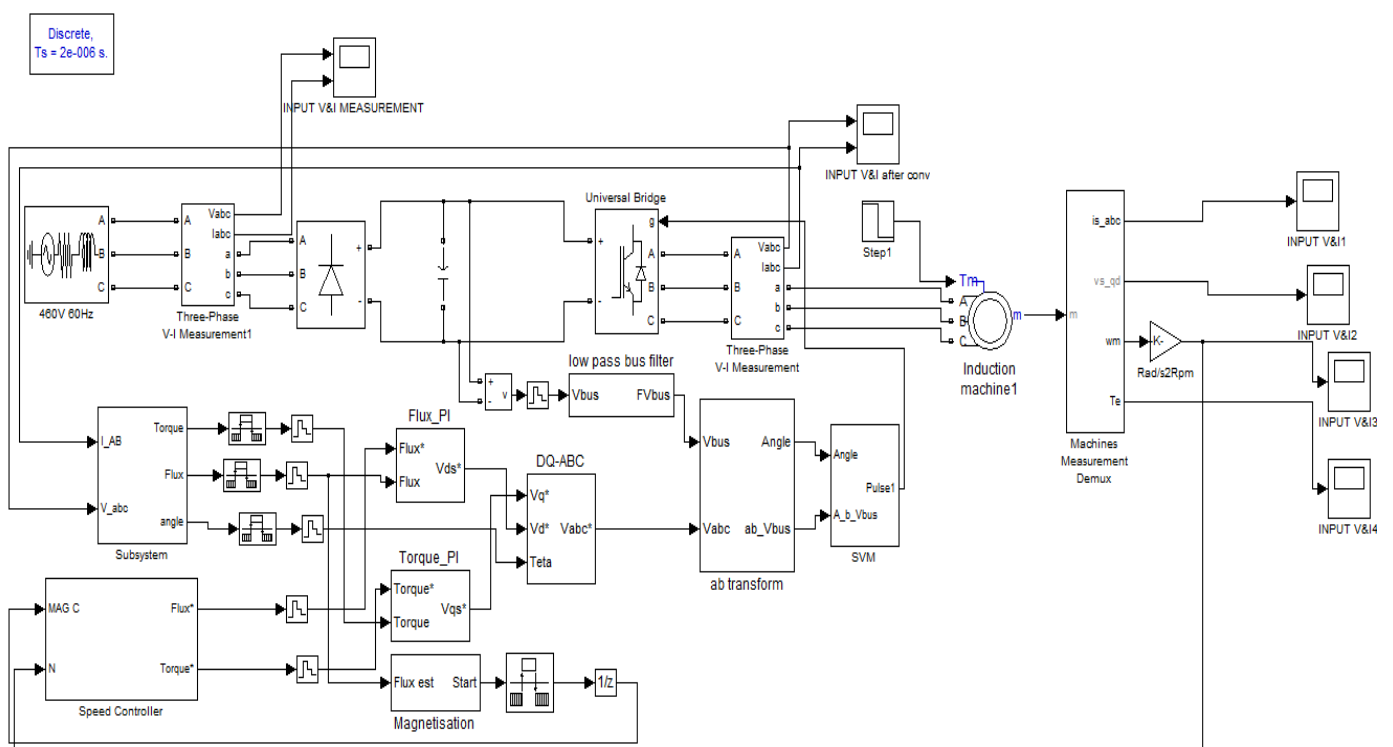 Discrete,
Ts = 2e-006 s.
INPUT V&I MEASUREMENT
INPUT V&I after conv
A
B
C
460V 60Hz
A
B
C
Vabc
Iabc
a
b
c
Three-Phase
V-I Measurement1
A
B
C
+
-
Universal Bridge
g
+
-
A
B
C
Vabc
Iabc
a
b
c
A
B
C
Three-Phase
V-I Measurement
Step1
Tm
A
B
C
m
Induction
machine1
m
is_abc
vs_qd
wm
Te
Machines
Measurement
Demux
-K-
Rad/s2Rpm
INPUT V&I1
INPUT V&I2
INPUT V&I3
INPUT V&I4
+
-
v
low pass bus filter
Vbus
FVbus
I_AB
V_abc
Torque
Flux
angle
Subsystem
Flux_PI
Flux*
Flux
Vds*
DQ-ABC
Vq*
Vd*
Teta
Vabc*
Vbus
Vabc
Angle
ab_Vbus
ab transform
Angle
A_b_Vbus
Pulse1
SVM
Torque_PI
Torque*
Torque
Vqs*
MAG C
N
Flux*
Torque*
Speed Controller
Flux est
Start
Magnetisation
1/z